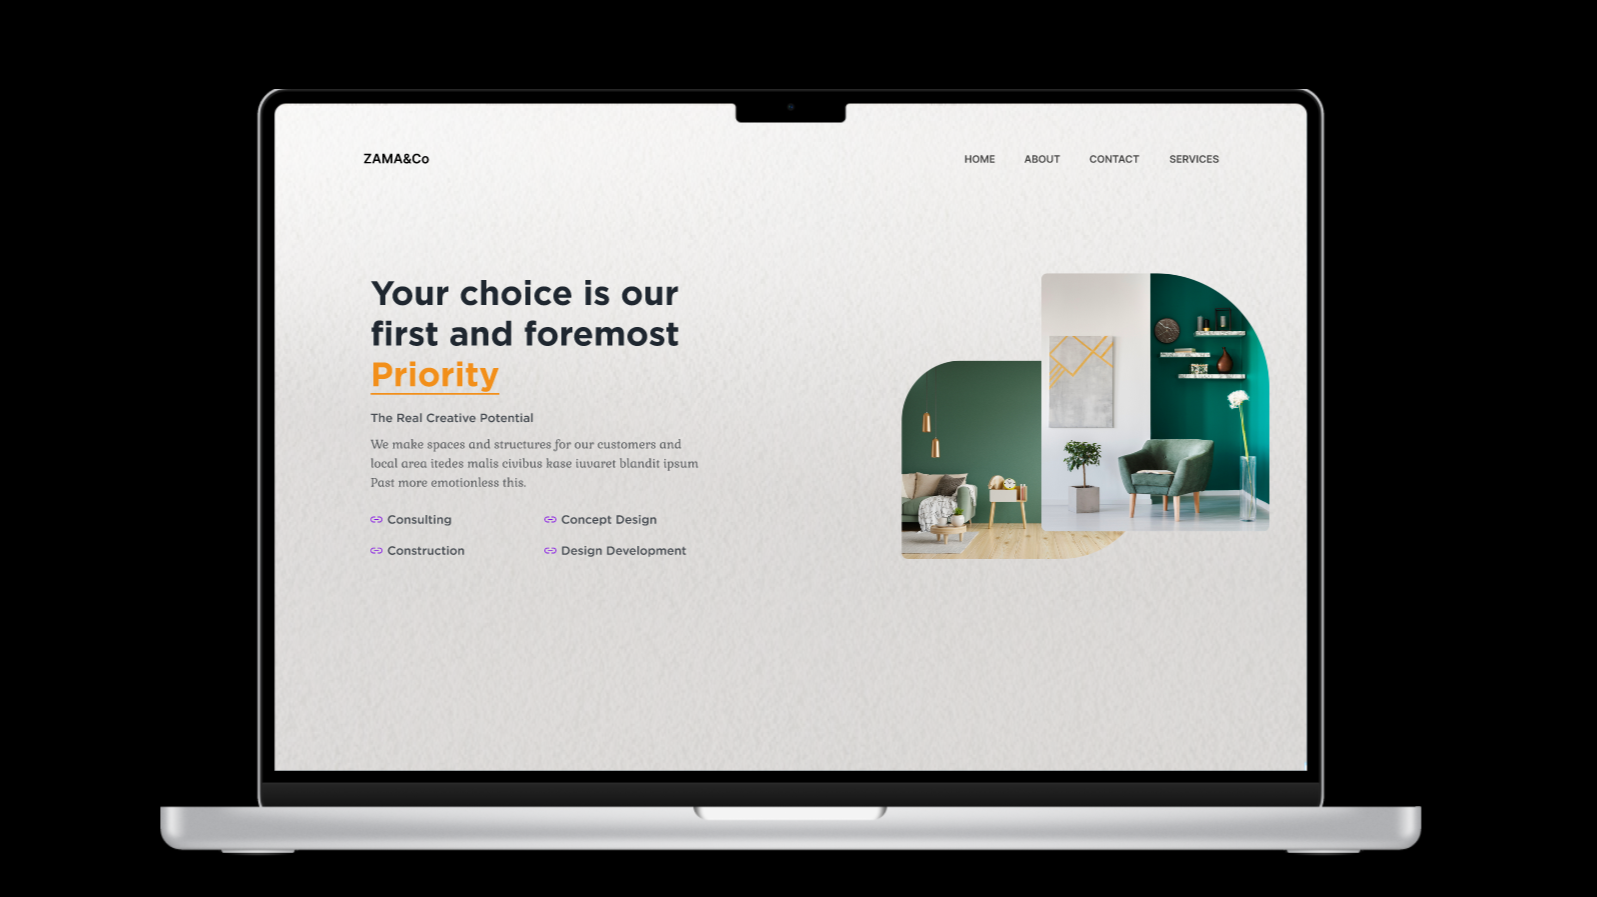 ZAMA&Co
HOME ABOUT CONTACT SERVICES
Your choice is our
first and foremost
Priority
The Real Creative Potential
We make spaces and structures for our customers and
local area itedes malis civibus kase iuvaret blandit ipsum
Past more emotionless this.
Consulting Concept Design
Construction Design Development